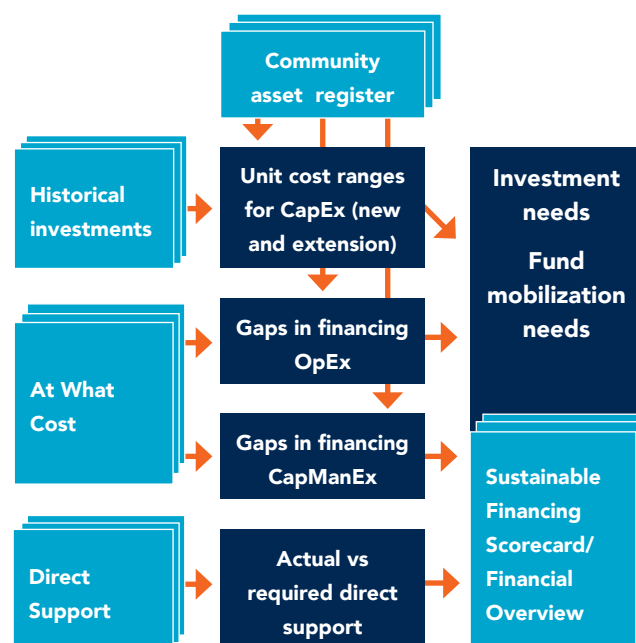 Community
asset register
Historical
investments
Unit cost ranges
for CapEx (new
and extension)
Investment
needs
Fund
mobilization
needs
At What
Cost
Gaps in financing
OpEx
Gaps in financing
CapManEx
Sustainable
Financing
Scorecard/
Financial
Overview
Direct
Support
Actual vs
required direct
support